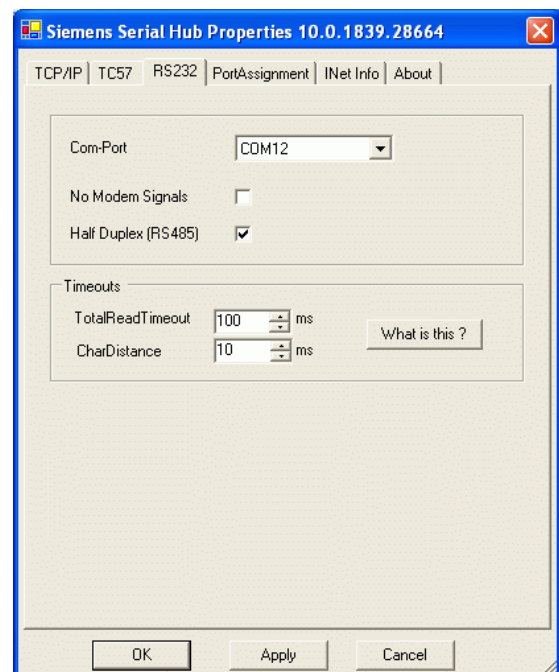 Siemens Serial Hub Properties 10.0.1839.28664
TCP/IP TC57 RS232 PortAssignment INet Info About
Com-Port COM12
No Modem Signals
Half Duplex (RS485)
Timeouts
TotalReadTimeout 100 ms
What is this ?
CharDistance 10 ms
OK Apply Cancel